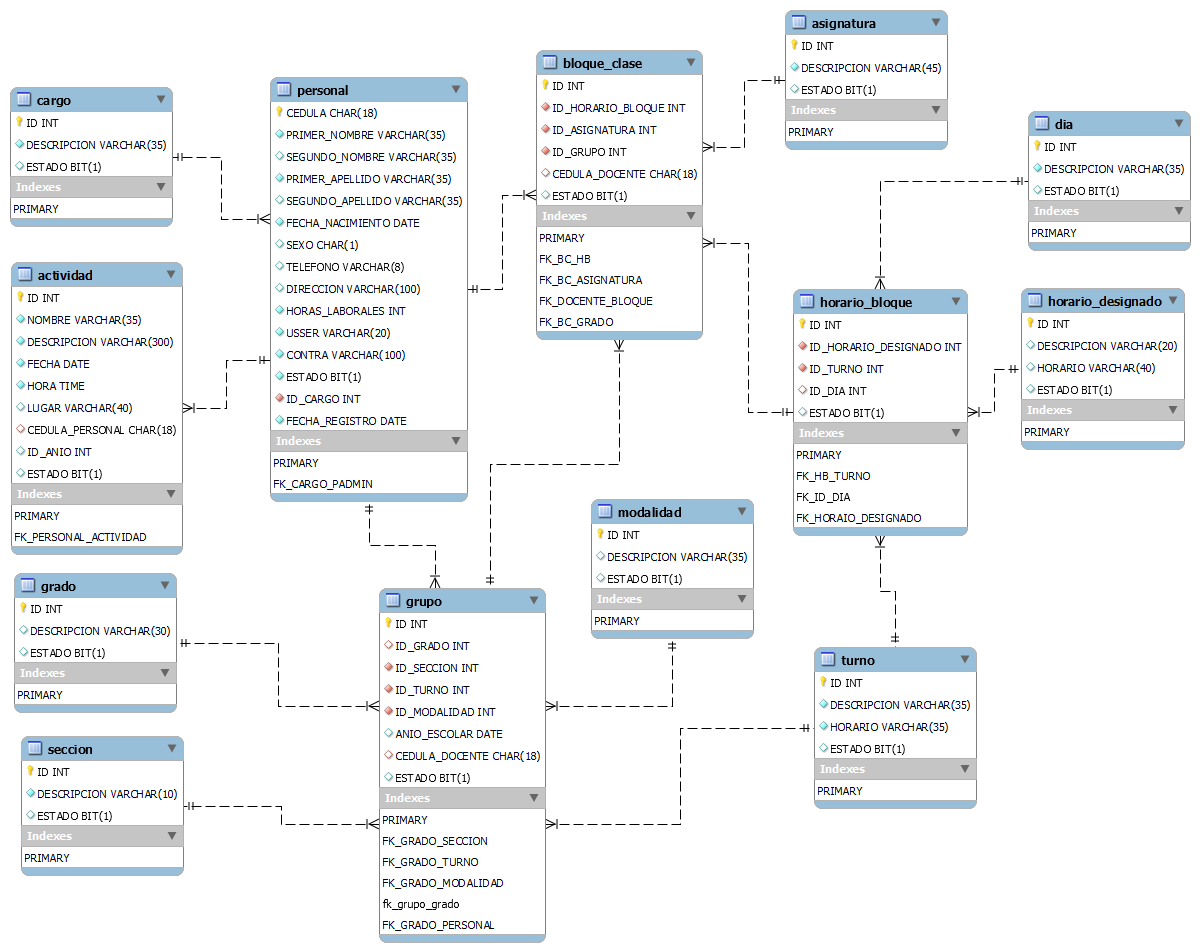 cargo
ID INT
DESCRIPCION VARCHAR(35)
ESTADO BIT(1)
Indexes
PRIMARY
actividad
ID INT
NOMBRE VARCHAR(35)
DESCRIPCION VARCHAR(300)
FECHA DATE
HORA TIME
LUGAR VARCHAR(40)
CEDULA_PERSONAL CHAR(18)
ID_ANIO INT
ESTADO BIT(1)
Indexes
PRIMARY
FK_PERSONAL_ACTIVIDAD
grado
ID INT
DESCRIPCION VARCHAR(30)
ESTADO BIT(1)
Indexes
PRIMARY
seccion
ID INT
DESCRIPCION VARCHAR(10)
ESTADO BIT(1)
Indexes
PRIMARY
personal
CEDULA CHAR(18)
PRIMER_NOMBRE VARCHAR(35)
SEGUNDO_NOMBRE VARCHAR(35)
PRIMER_APELLIDO VARCHAR(35)
SEGUNDO_APELLIDO VARCHAR(35)
FECHA_NACIMIENTO DATE
SEXO CHAR(1)
TELEFONO VARCHAR(8)
DIRECCION VARCHAR(100)
HORAS_LABORALES INT
USSER VARCHAR(20)
CONTRA VARCHAR(100)
ESTADO BIT(1)
ID_CARGO INT
FECHA_REGISTRO DATE
Indexes
PRIMARY
FK_CARGO_PADMIN
grupo
ID INT
ID_GRADO INT
ID_SECCION INT
ID_TURNO INT
ID_MODALIDAD INT
ANIO_ESCOLAR DATE
CEDULA_DOCENTE CHAR(18)
ESTADO BIT(1)
Indexes
PRIMARY
FK_GRADO_SECCION
FK_GRADO_TURNO
FK_GRADO_MODALIDAD
fk_grupo_grado
FK_GRADO_PERSONAL
bloque_clase
ID INT
ID_HORARIO_BLOQUE INT
ID_ASIGNATURA INT
ID_GRUPO INT
CEDULA_DOCENTE CHAR(18)
ESTADO BIT(1)
Indexes
PRIMARY
FK_BC_HB
FK_BC_ASIGNATURA
FK_DOCENTE_BLOQUE
FK_BC_GRADO
modalidad
ID INT
DESCRIPCION VARCHAR(35)
ESTADO BIT(1)
Indexes
PRIMARY
asignatura
ID INT
DESCRIPCION VARCHAR(45)
ESTADO BIT(1)
Indexes
PRIMARY
horario_bloque
ID INT
ID_HORARIO_DESIGNADO INT
ID_TURNO INT
ID_DIA INT
ESTADO BIT(1)
Indexes
PRIMARY
FK_HB_TURNO
FK_ID_DIA
FK_HORAIO_DESIGNADO
turno
ID INT
DESCRIPCION VARCHAR(35)
HORARIO VARCHAR(35)
ESTADO BIT(1)
Indexes
PRIMARY
dia
ID INT
DESCRIPCION VARCHAR(35)
ESTADO BIT(1)
Indexes
PRIMARY
horario_designado
ID INT
DESCRIPCION VARCHAR(20)
HORARIO VARCHAR(40)
ESTADO BIT(1)
Indexes
PRIMARY